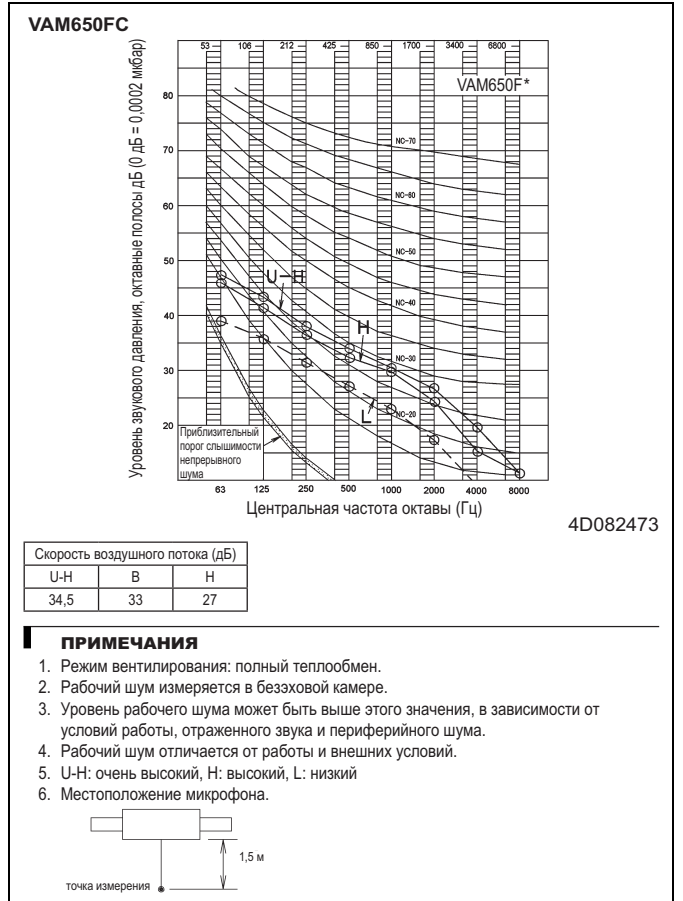 VAM650FC
53 106 212 425 850 1700 3400 6800
VAM650F*
Уровень звукового давления, октавные полосы дБ (0 дБ = 0,0002 мкбар)
80
70
60
50
40
30
20
NC-70
NC-60
NC-50
NC-40
NC-30
NC-20
U-H
H
L
Приблизительный
порог слышимости
непрерывного
шума
63 125 250 500 1000 2000 4000 8000
Центральная частота октавы (Гц)
4D082473
Скорость воздушного потока (дБ)
U-H В Н
34,5 33 27
ПРИМЕЧАНИЯ
1. Режим вентилирования: полный теплообмен.
2. Рабочий шум измеряется в безэховой камере.
3. Уровень рабочего шума может быть выше этого значения, в зависимости от
условий работы, отраженного звука и периферийного шума.
4. Рабочий шум отличается от работы и внешних условий.
5. U-H: очень высокий, H: высокий, L: низкий
6. Местоположение микрофона.
1,5 м
точка измерения